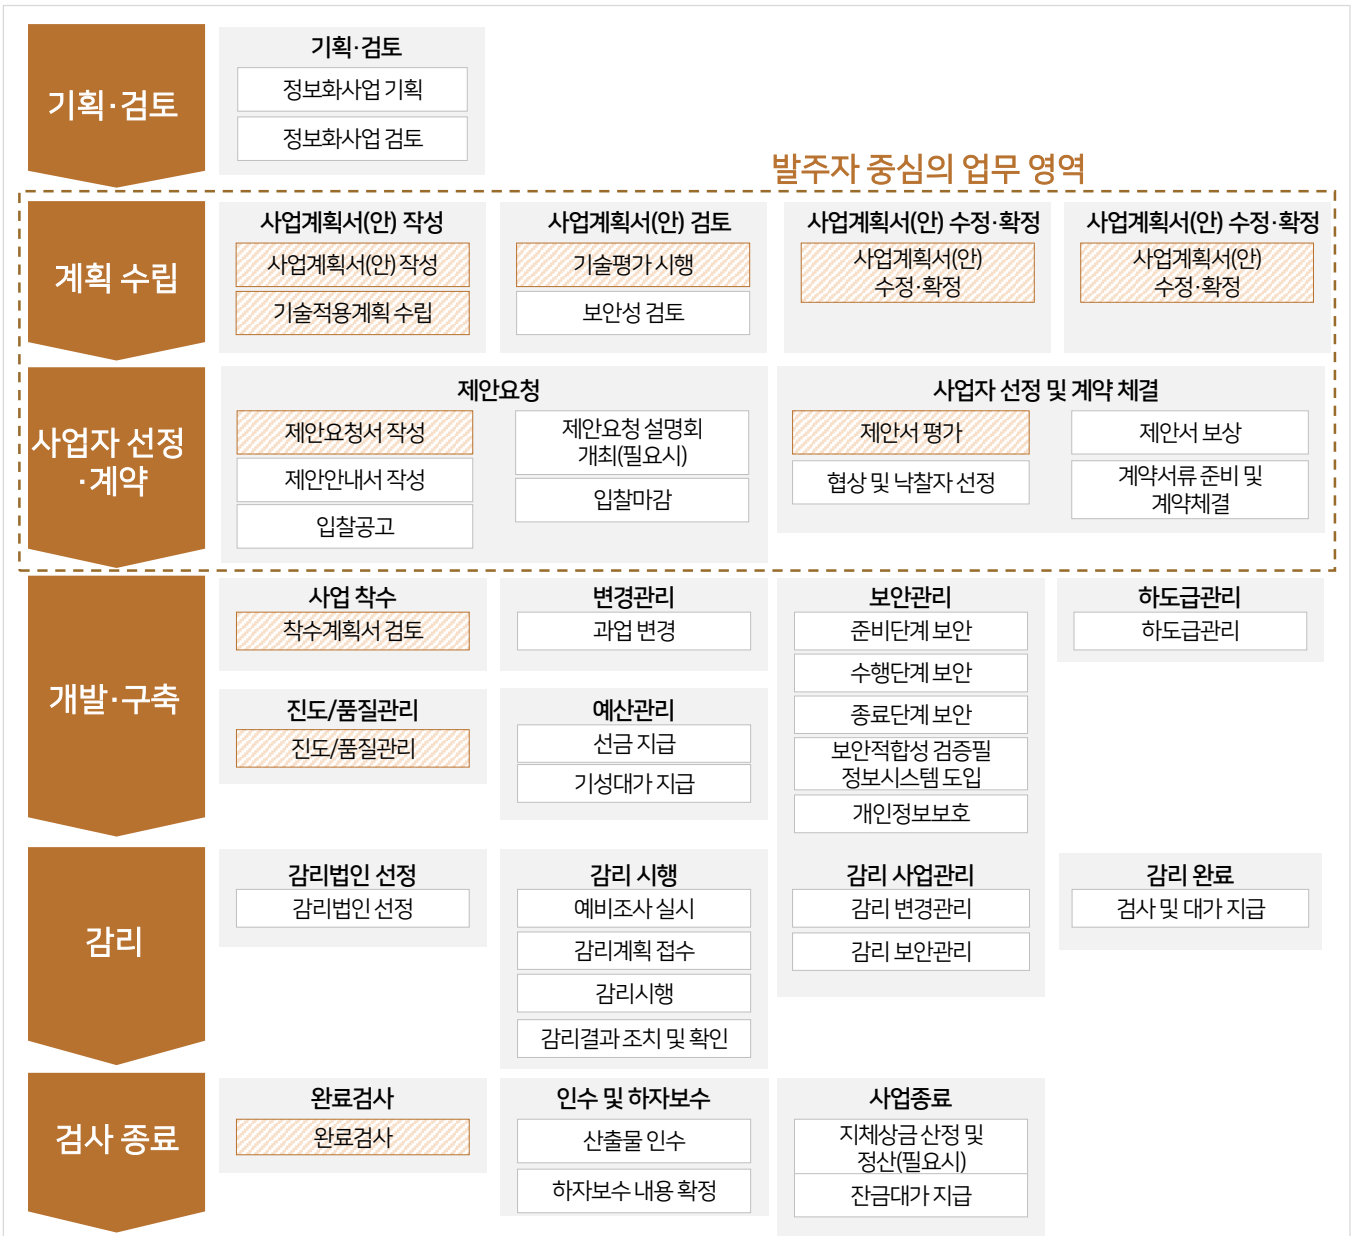 기획·검토
기획·검토
정보화사업 기획
정보화사업 검토
발주자 중심의 업무 영역
계획 수립
사업계획서(안) 작성
사업계획서(안) 작성
기술적용계획 수립
사업계획서(안) 검토
기술평가 시행
보안성 검토
사업계획서(안) 수정·확정
사업계획서(안)
수정·확정
사업계획서(안) 수정·확정
사업계획서(안)
수정·확정
사업자 선정
·계약
제안요청
제안요청서 작성
제안안내서 작성
입찰공고
제안요청 설명회
개최(필요시)
입찰마감
사업자 선정 및 계약 체결
제안서 평가
협상 및 낙찰자 선정
제안서 보상
계약서류 준비 및
계약체결
개발·구축
사업 착수
착수계획서 검토
진도/품질관리
진도/품질관리
변경관리
과업 변경
예산관리
선금 지급
기성대가 지급
보안관리
준비단계 보안
수행단계 보안
종료단계 보안
보안적합성 검증필
정보시스템 도입
개인정보보호
하도급관리
하도급관리
감리
감리법인 선정
감리법인 선정
감리 시행
예비조사 실시
감리계획 접수
감리시행
감리결과 조치 및 확인
감리 사업관리
감리 변경관리
감리 보안관리
감리 완료
검사 및 대가 지급
검사 종료
완료검사
완료검사
인수 및 하자보수
산출물 인수
하자보수 내용 확정
사업종료
지체상금 산정 및
정산(필요시)
잔금대가 지급